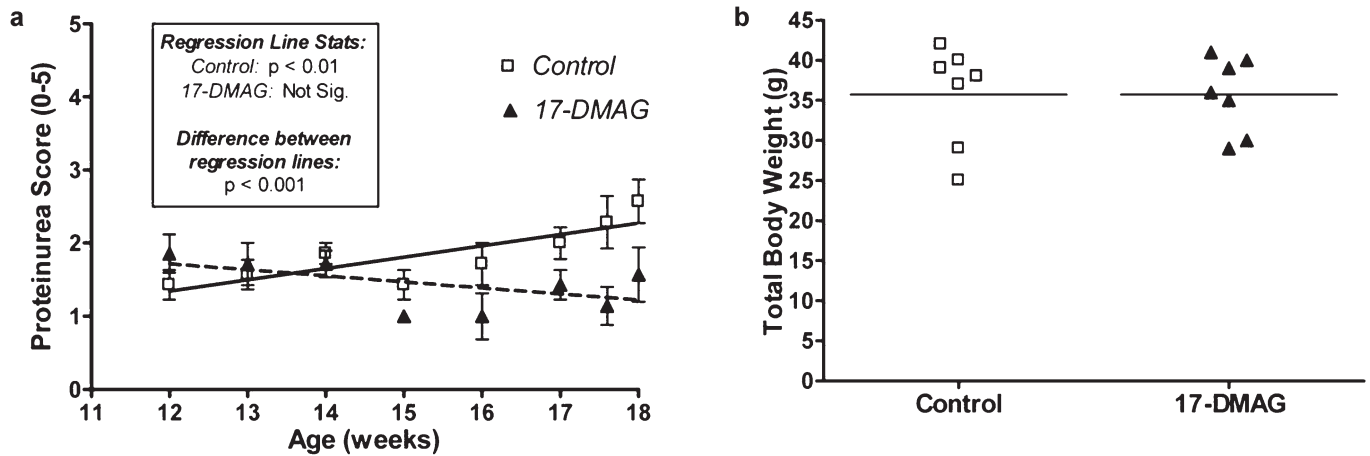 a
Proteinurea Score (0-5)
5
4
3
2
1
0
Regression Line Stats:
Control: p < 0.01
17-DMAG: Not Sig.
Difference between
regression lines:
p < 0.001
Control
17-DMAG
11 12 13 14 15 16 17 18
Age (weeks)
b
Total Body Weight (g)
45
40
35
30
25
20
15
10
5
0
Control 17-DMAG